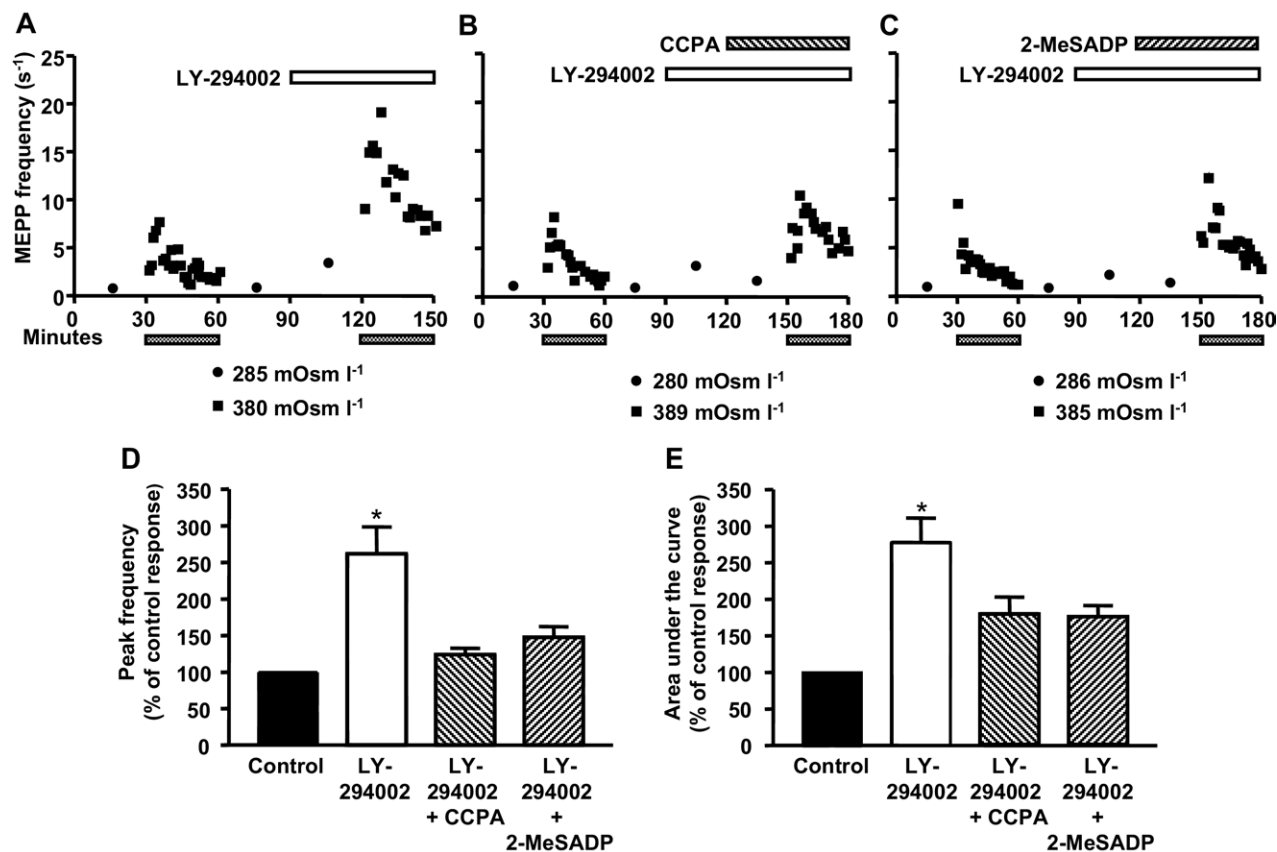 A
MEPP frequency (s⁻¹)
25
20
15
10
5
0
LY-294002
0 30 60 90 120 150
Minutes
● 285 mOsm l⁻¹
■ 380 mOsm l⁻¹
B
CCPA
LY-294002
0 30 60 90 120 150 180
● 280 mOsm l⁻¹
■ 389 mOsm l⁻¹
C
2-MeSADP
LY-294002
0 30 60 90 120 150 180
● 286 mOsm l⁻¹
■ 385 mOsm l⁻¹
D
Peak frequency
(% of control response)
350
300
250
200
150
100
50
0
*
Control
LY-
294002
LY-
294002
+ CCPA
LY-
294002
+
2-MeSADP
E
Area under the curve
(% of control response)
350
300
250
200
150
100
50
0
*
Control
LY-
294002
LY-
294002
+ CCPA
LY-
294002
+
2-MeSADP